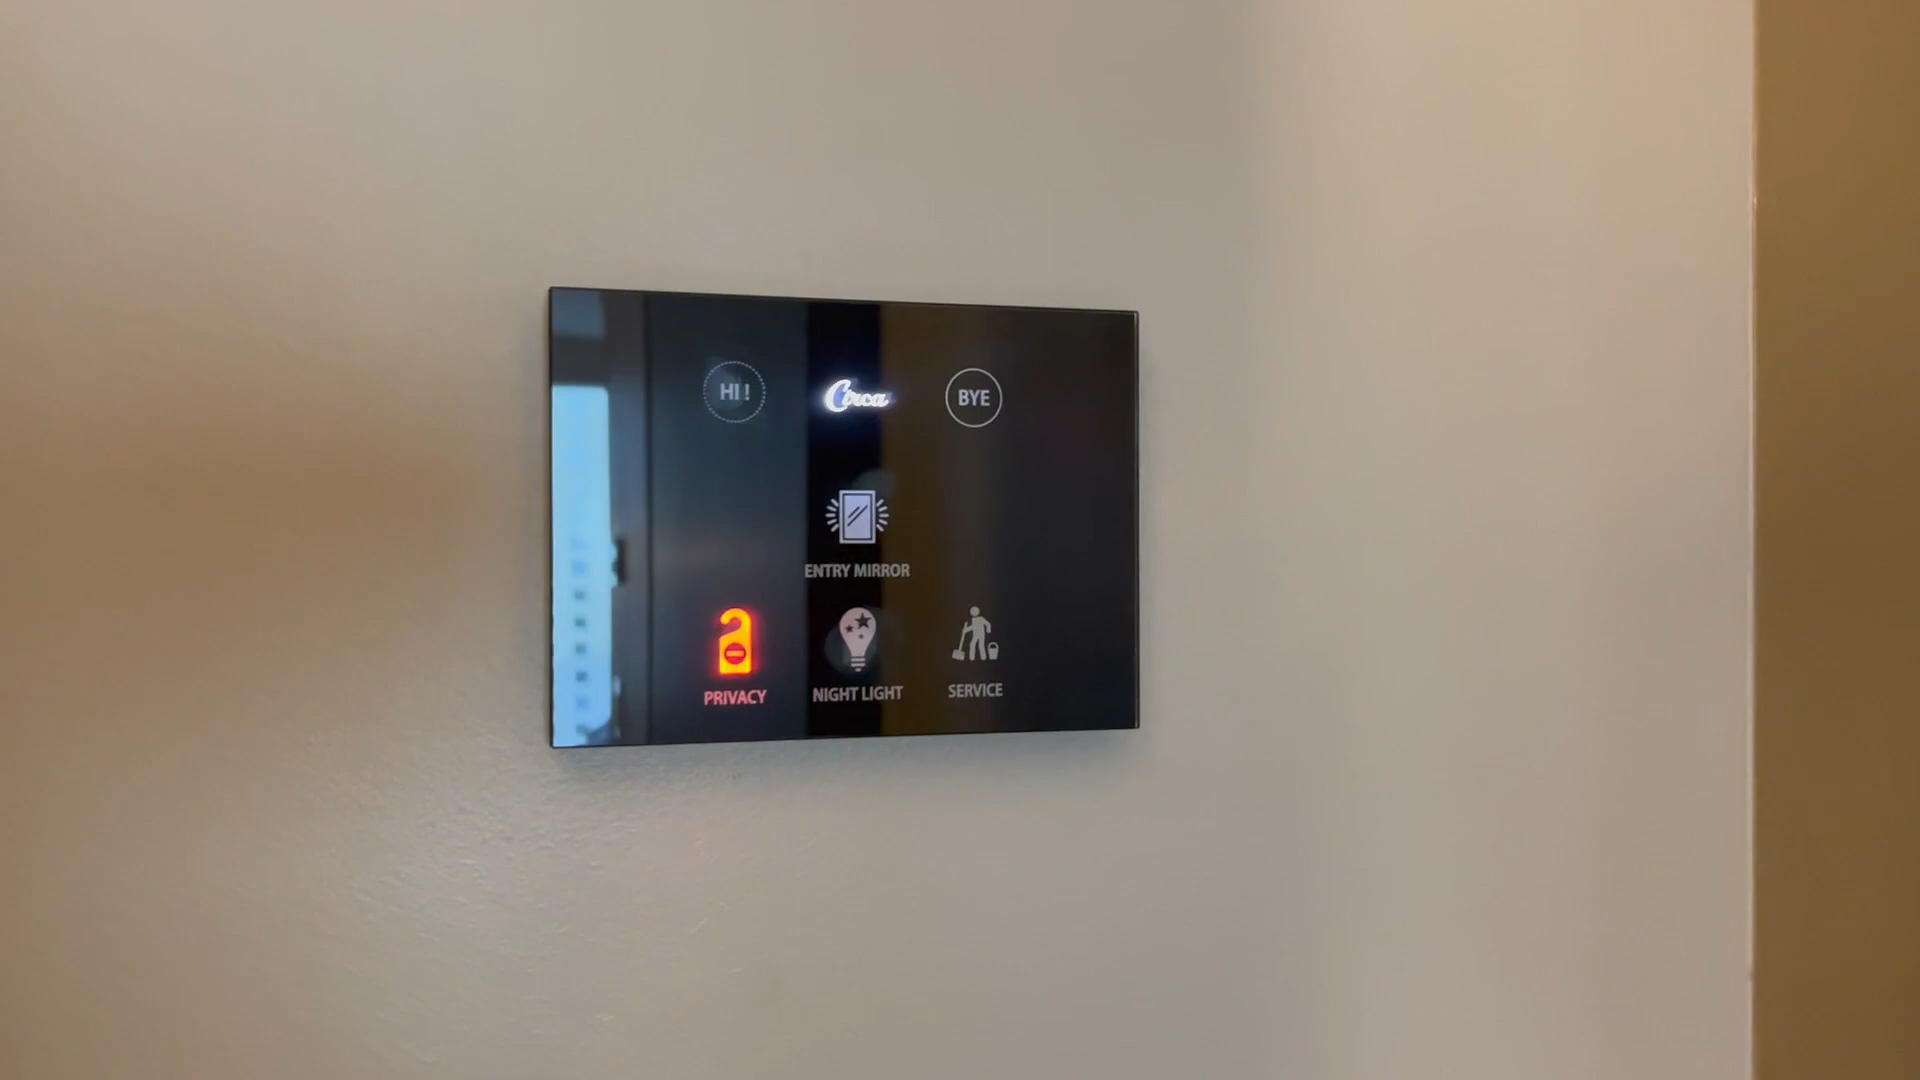 HI !
Circa
BYE
ENTRY MIRROR
PRIVACY
NIGHT LIGHT
SERVICE